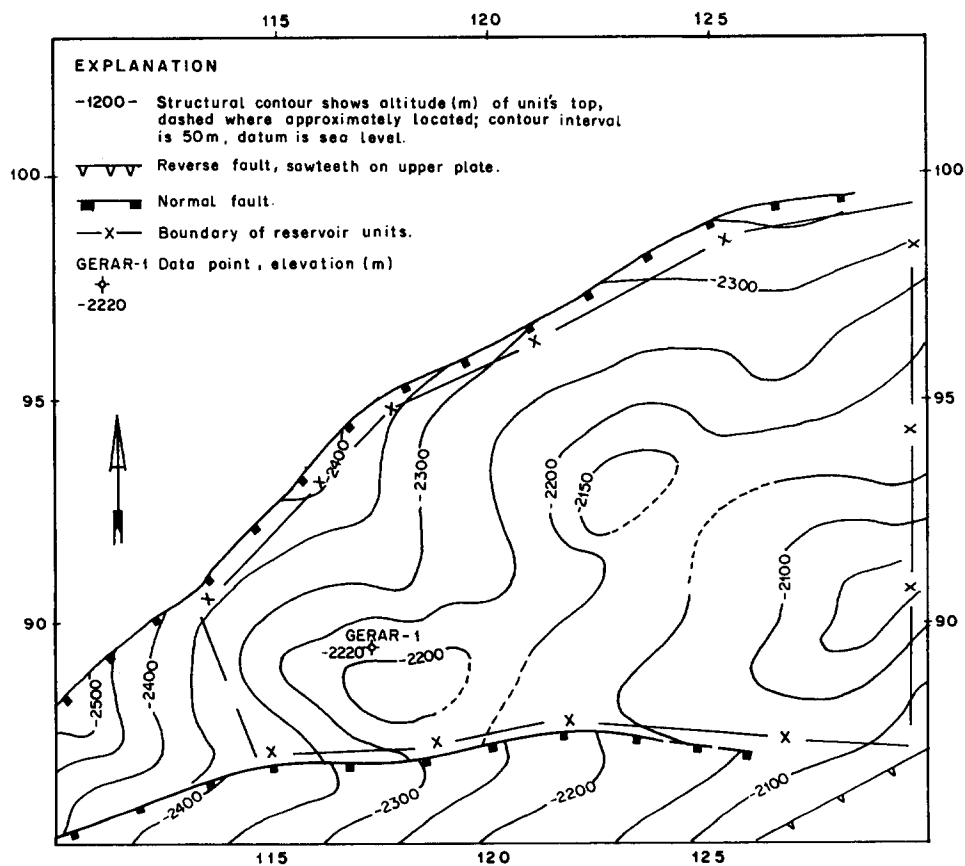 115 120 125
EXPLANATION
-1200- Structural contour shows altitude (m) of unit's top,
dashed where approximately located; contour interval
is 50m, datum is sea level.
Reverse fault, sawteeth on upper plate.
Normal fault.
—X— Boundary of reservoir units.
GERAR-1 Data point, elevation (m)
-2220
100 100
-2300
95 95
-2400
-2300
-2200
-2150
N
-2100
90 90
GERAR-1
-2220
-2200
-2400
-2500
-2400
-2300
-2200
-2100
115 120 125